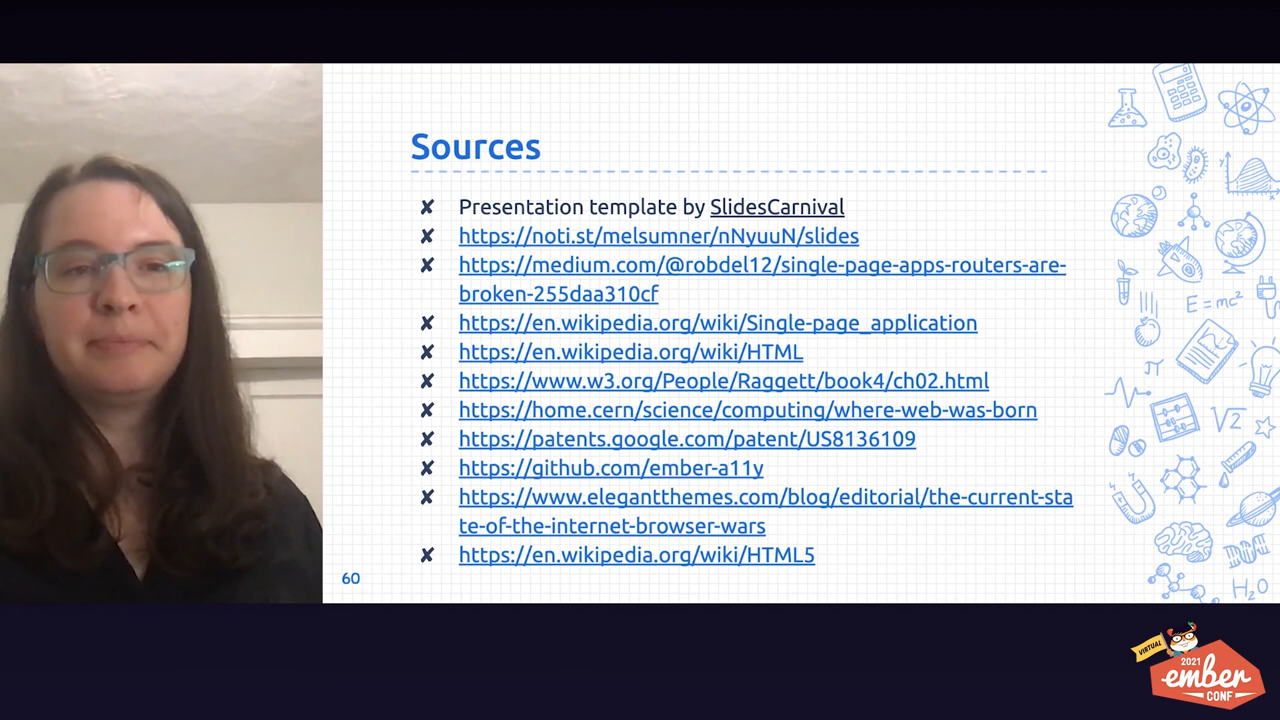 Sources
✘ Presentation template by SlidesCarnival
✘ https://noti.st/melsumner/nNyuuN/slides
✘ https://medium.com/@robdel12/single-page-apps-routers-are-
broken-255daa310cf
✘ https://en.wikipedia.org/wiki/Single-page_application
✘ https://en.wikipedia.org/wiki/HTML
✘ https://www.w3.org/People/Raggett/book4/ch02.html
✘ https://home.cern/science/computing/where-web-was-born
✘ https://patents.google.com/patent/US8136109
✘ https://github.com/ember-a11y
✘ https://www.elegantthemes.com/blog/editorial/the-current-sta
te-of-the-internet-browser-wars
✘ https://en.wikipedia.org/wiki/HTML5
60
E=mc²
π
√2
H₂O
VIRTUAL
2021
ember
CONF